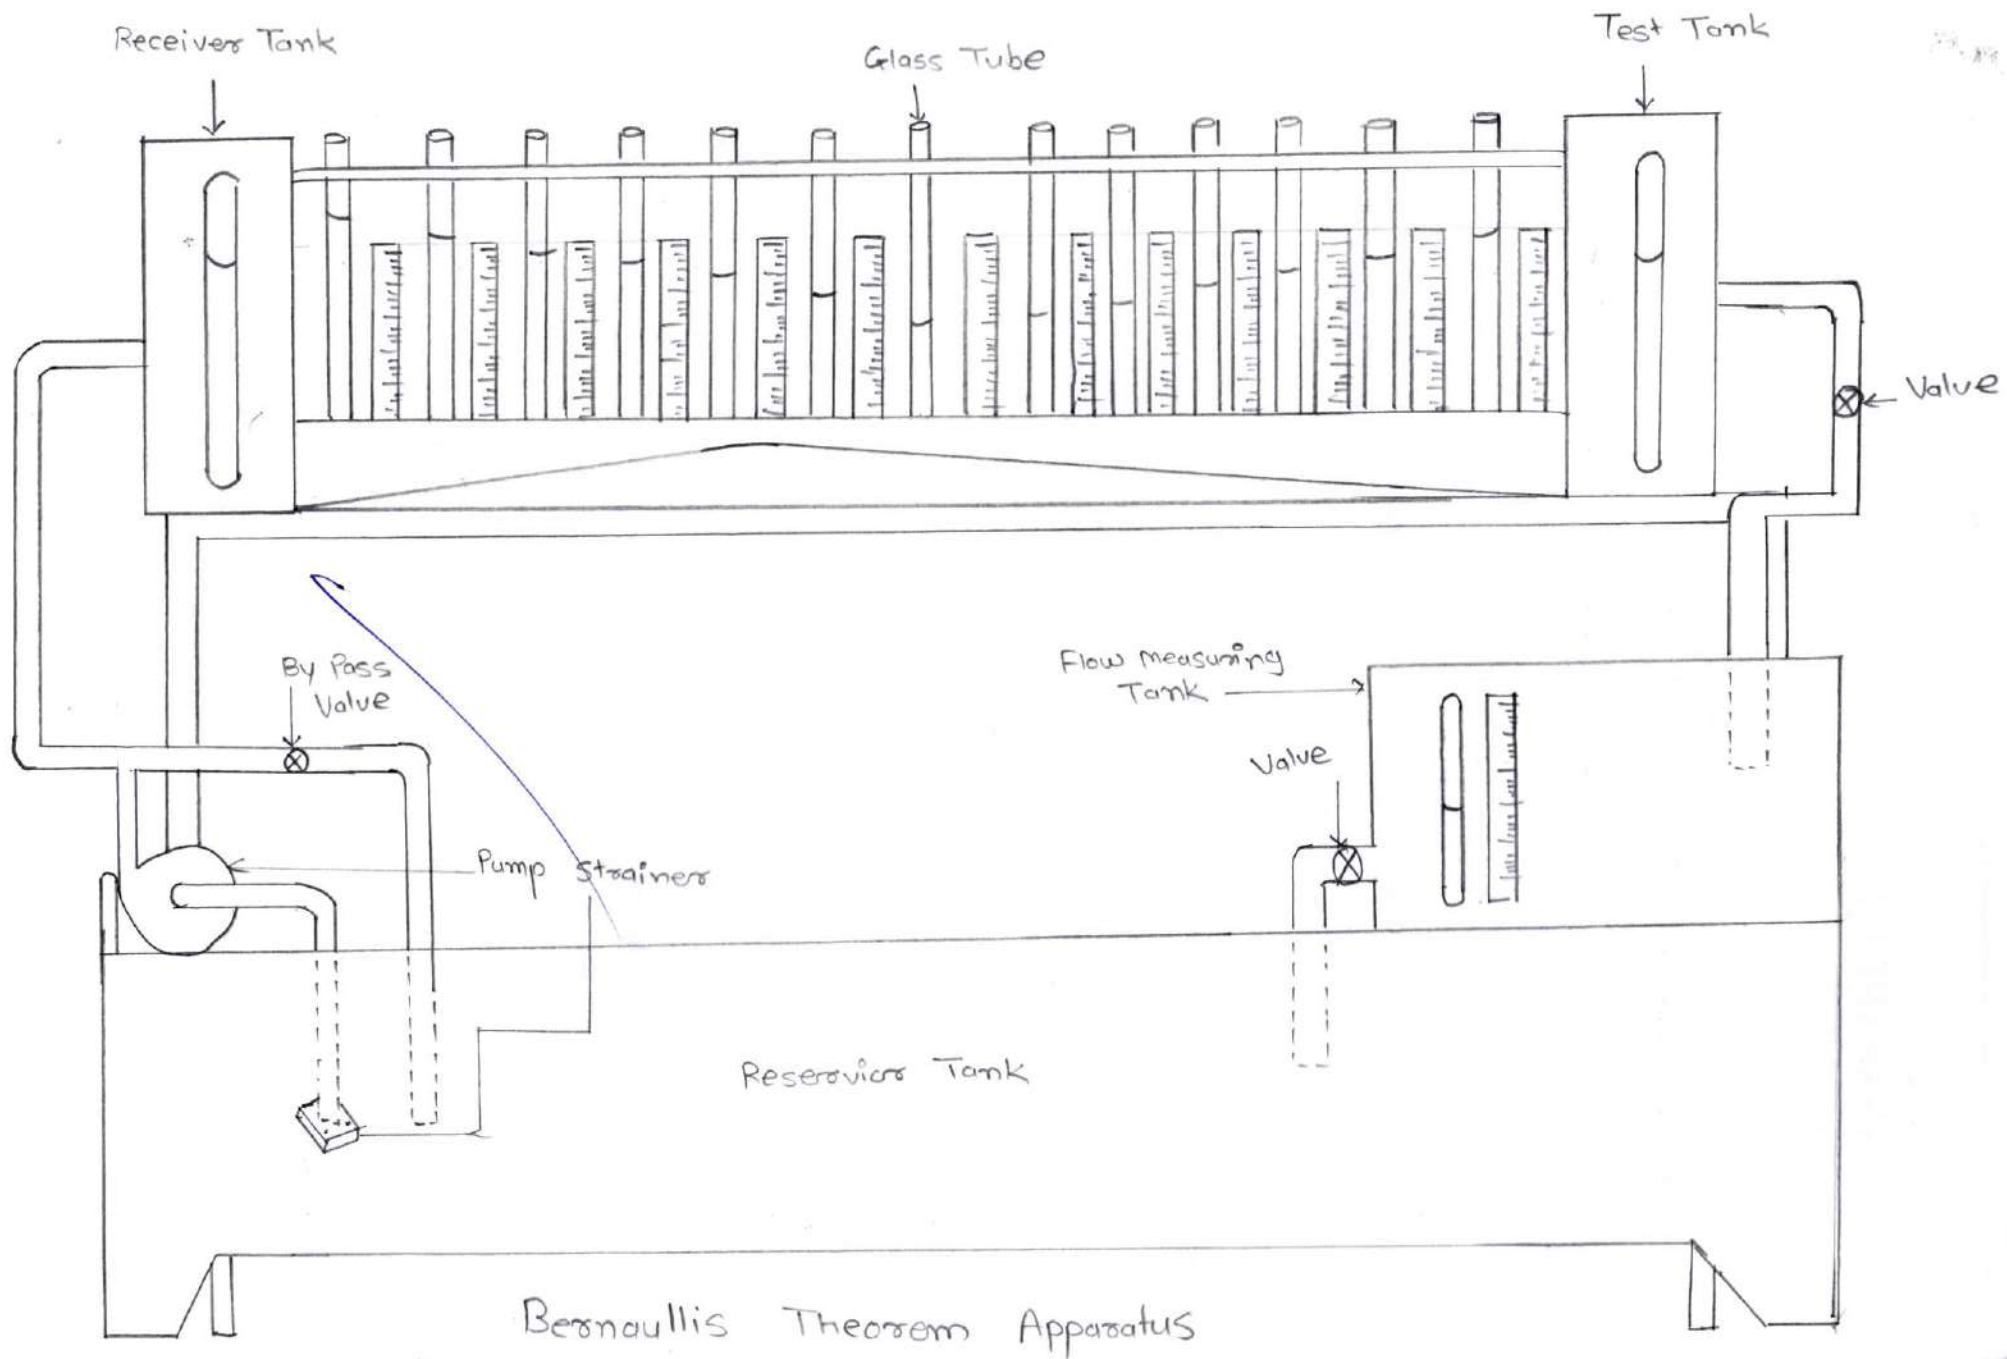 Receiver Tank
Glass Tube
Test Tank
Value
By Pass
Value
Flow Measuring
Tank
Value
Pump Strainer
Reservior Tank
Bernaullis Theorem Apparatus